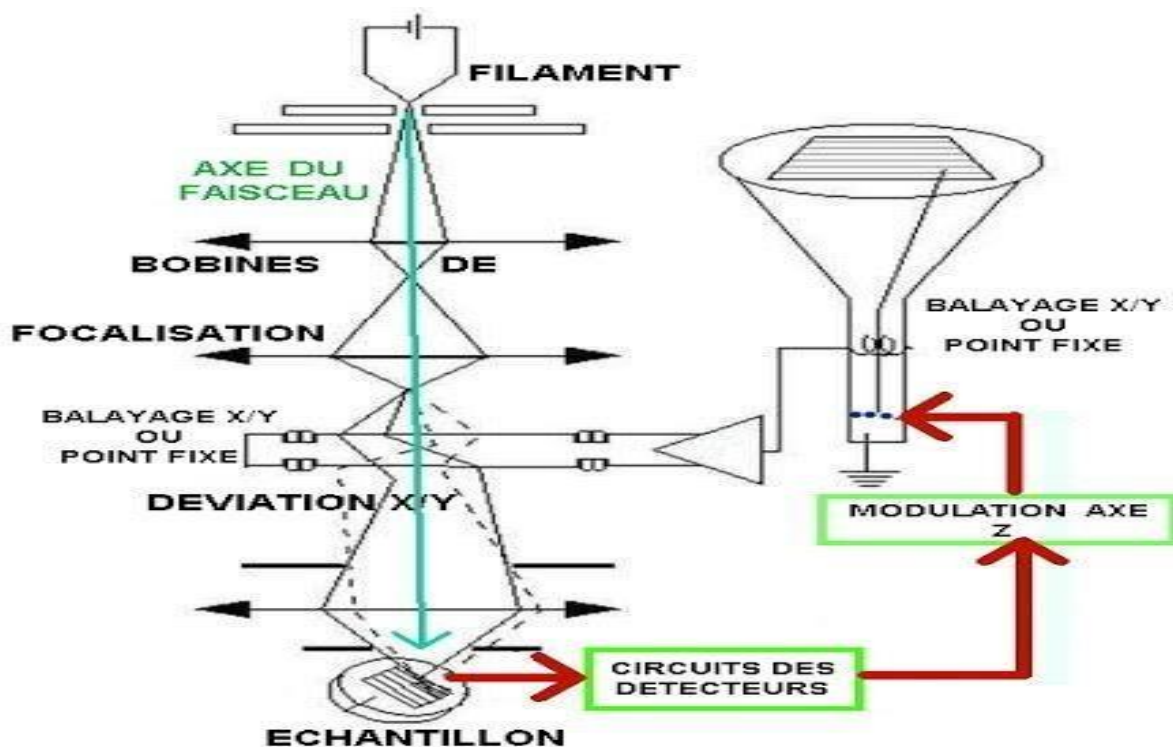 FILAMENT
AXE DU
FAISCEAU
BOBINES DE
FOCALISATION
BALAYAGE X/Y
OU
POINT FIXE
DEVIATION X/Y
ECHANTILLON
BALAYAGE X/Y
OU
POINT FIXE
MODULATION AXE
Z
CIRCUITS DES
DETECTEURS